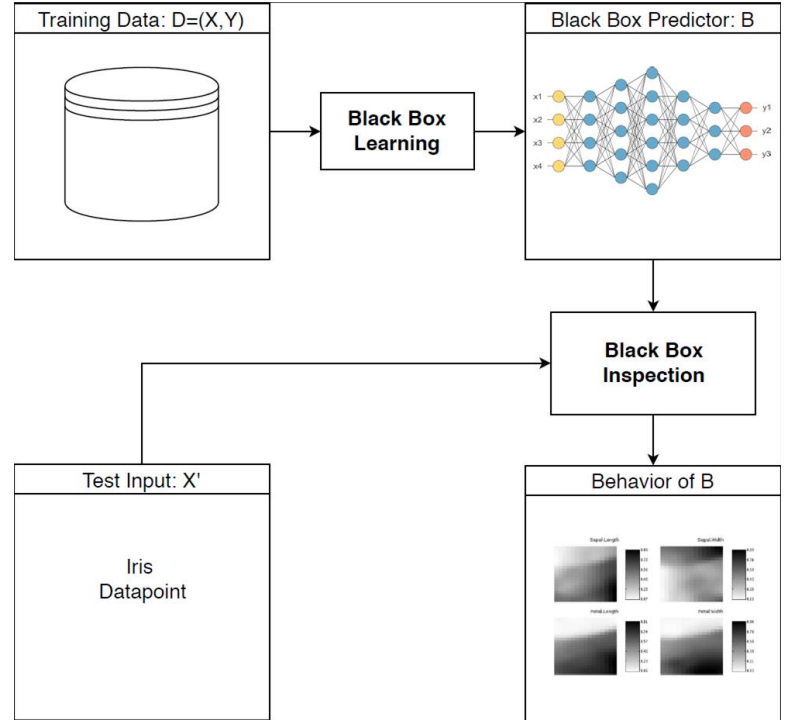 Training Data: D=(X,Y)
Black Box Predictor: B
Black Box
Learning
x1
x2
x3
x4
y1
y2
y3
Black Box
Inspection
Test Input: X'
Iris
Datapoint
Behavior of B
Sepal.Length
Sepal.Width
Petal.Length
Petal.Width